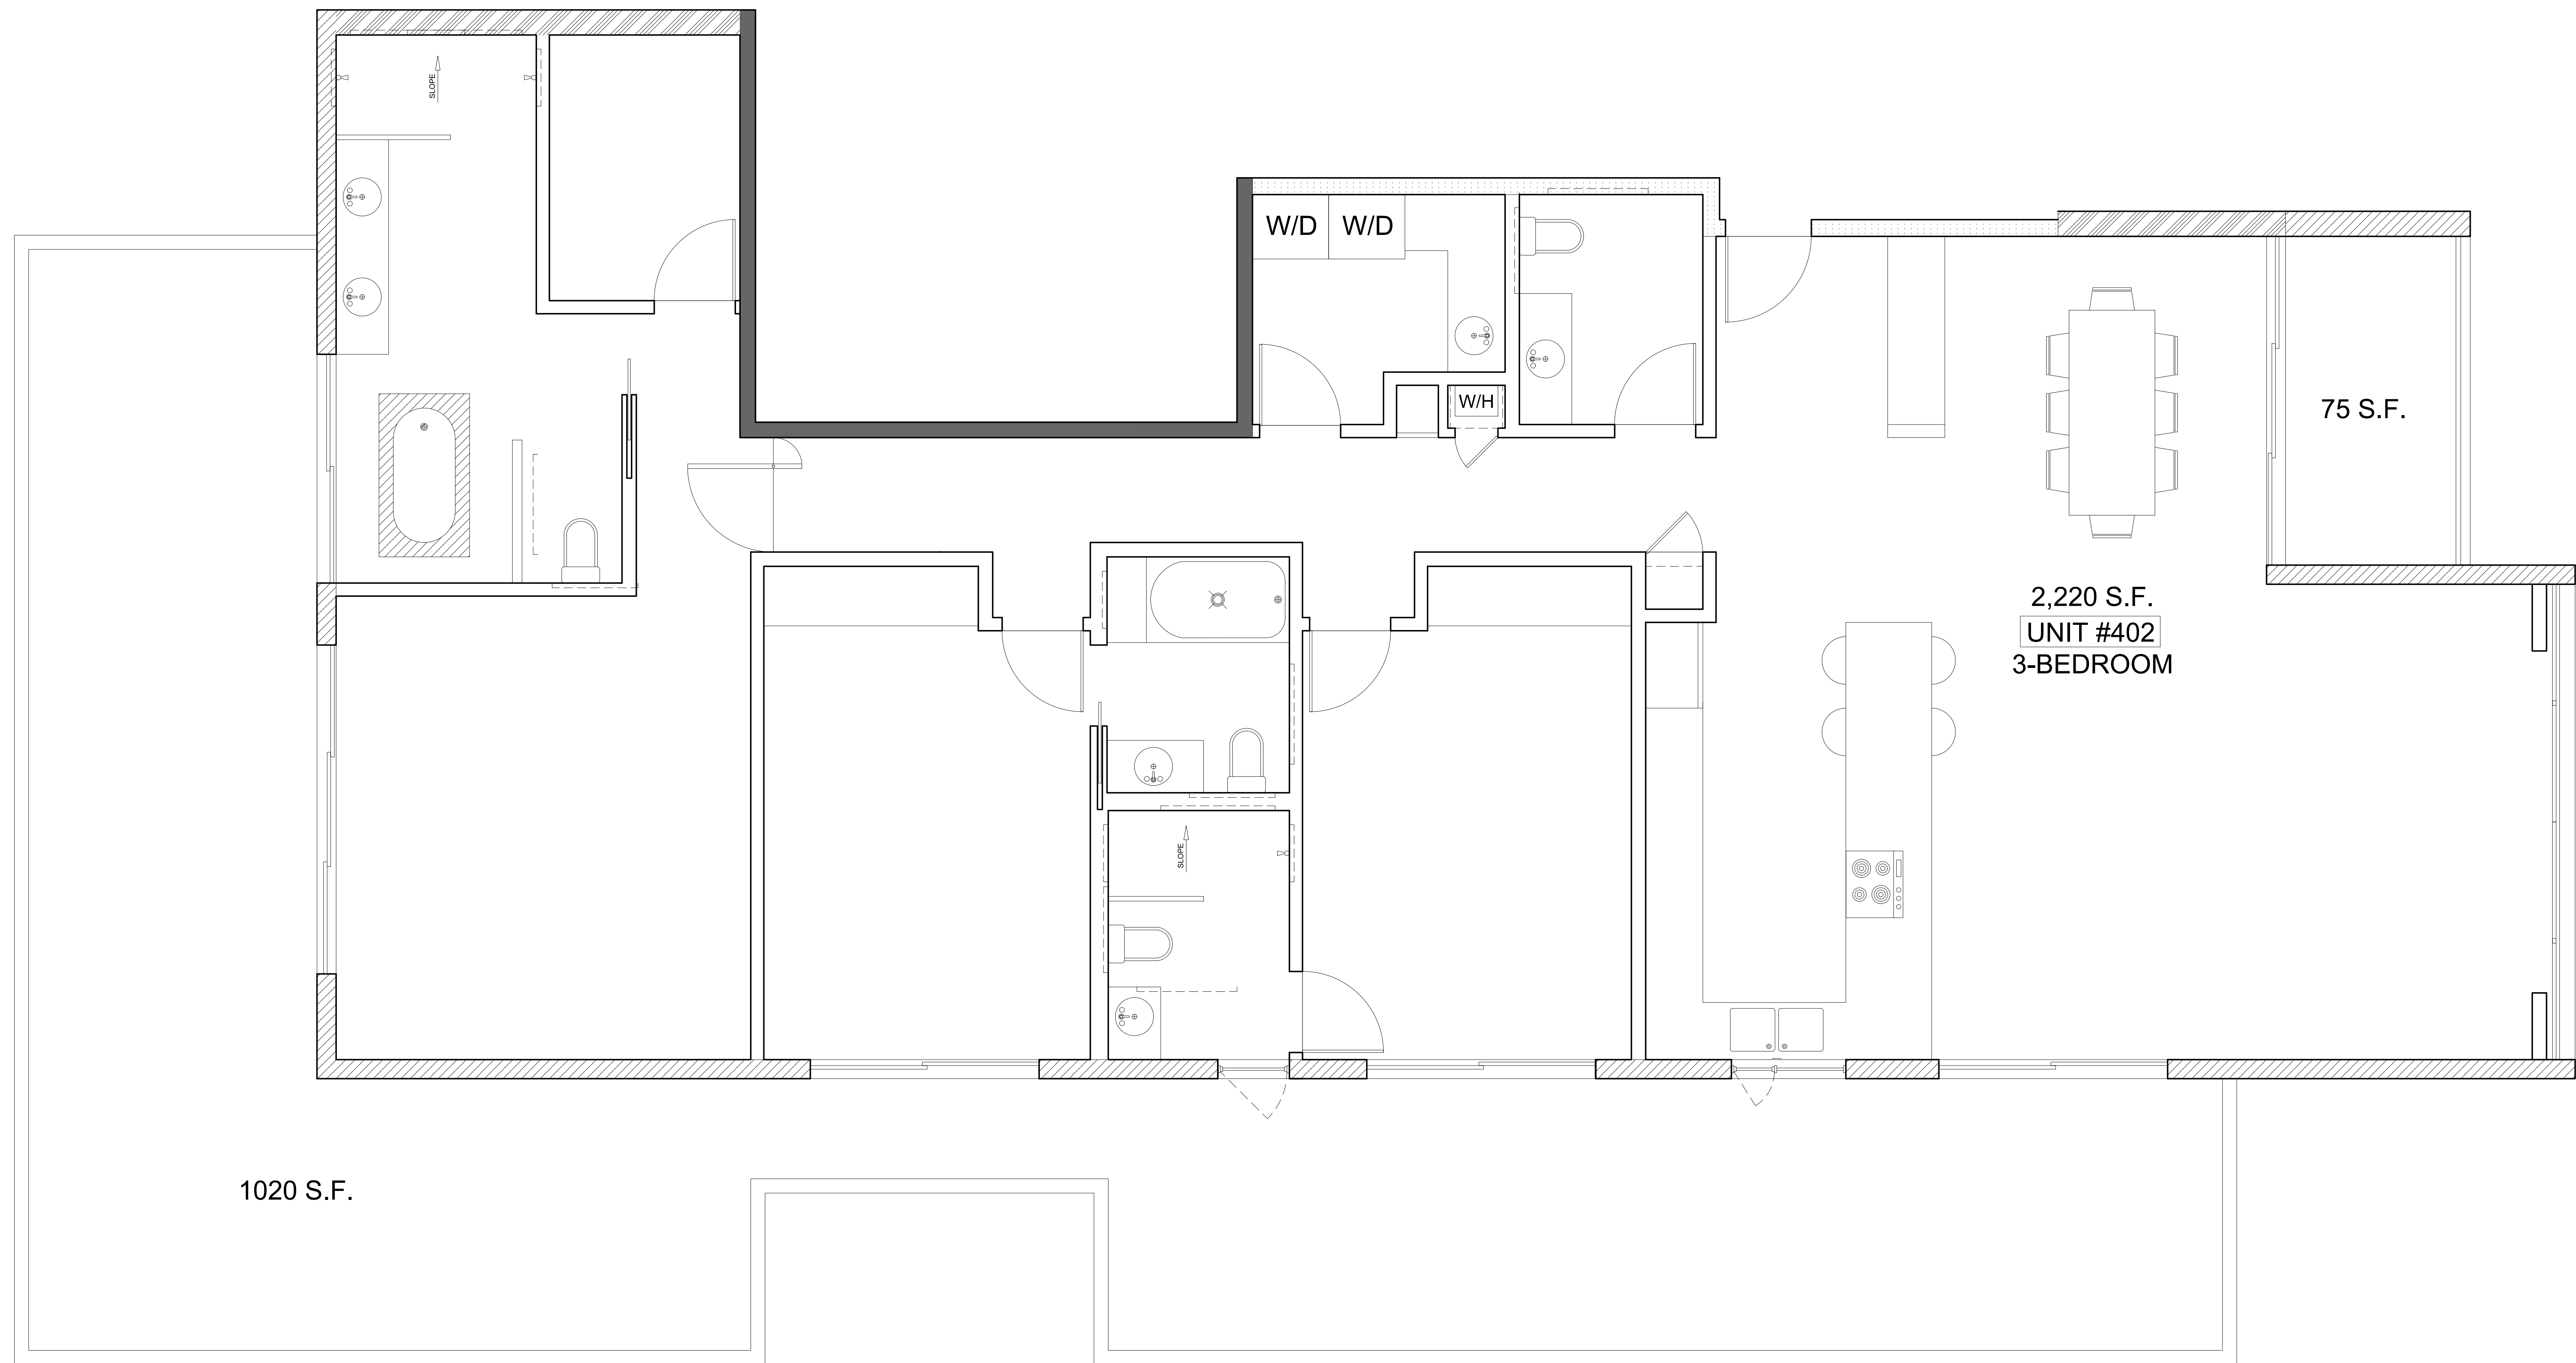 SLOPE
W/D W/D
W/H
75 S.F.
2,220 S.F.
UNIT #402
3-BEDROOM
SLOPE
1020 S.F.